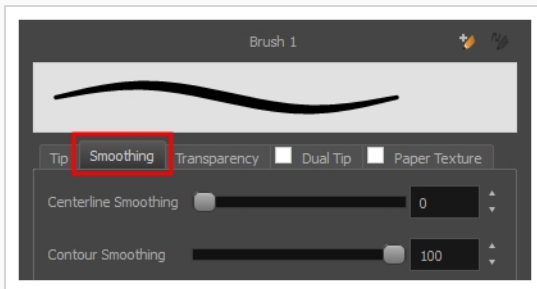 Brush 1
Tip Smoothing Transparency Dual Tip Paper Texture
Centerline Smoothing 0
Contour Smoothing 100